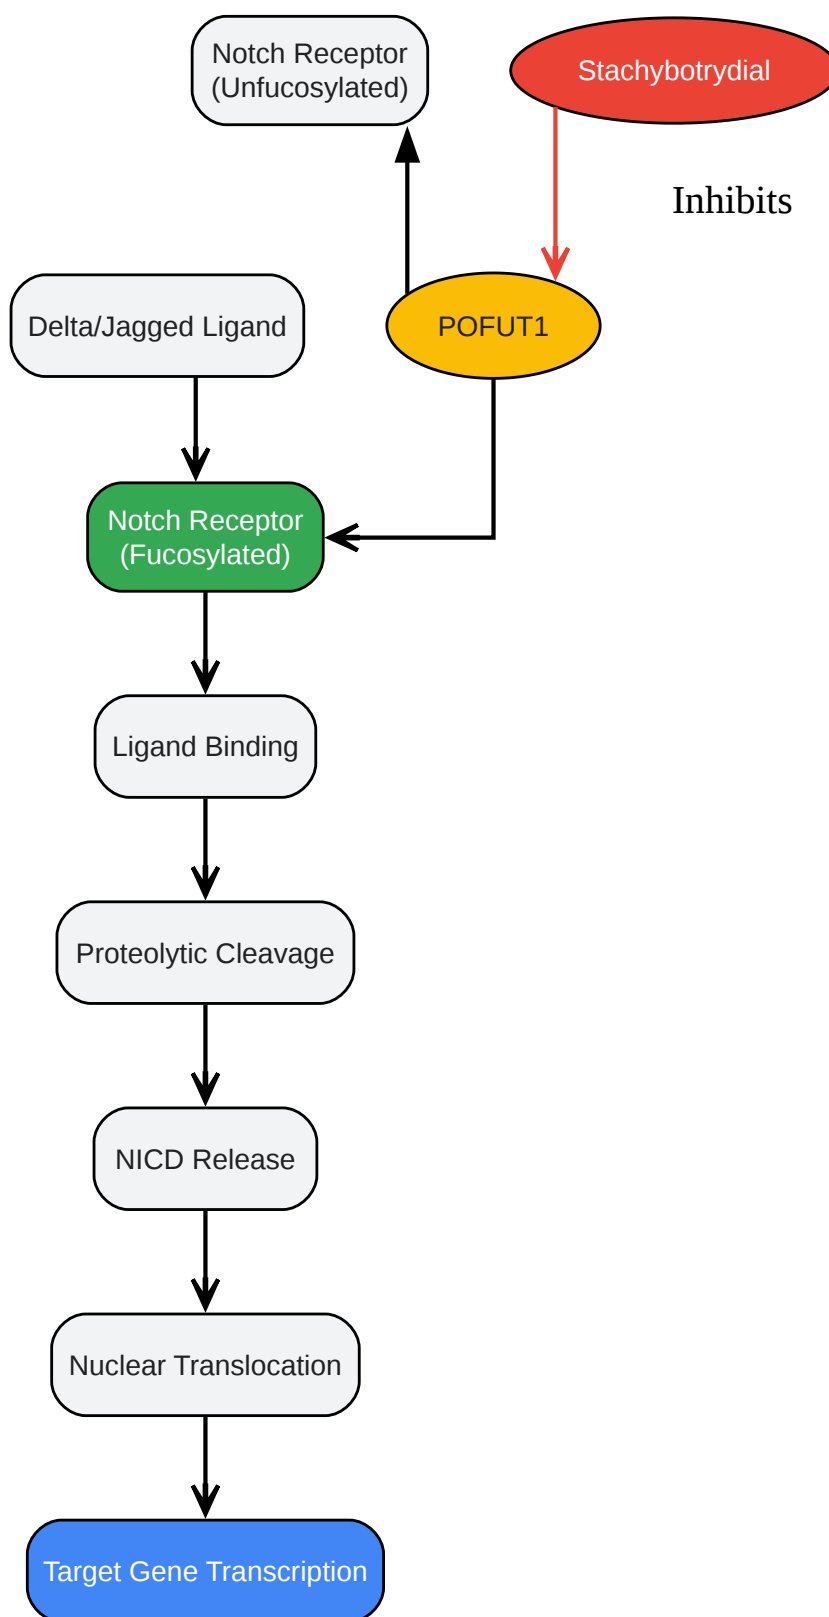 Notch Receptor
(Unfucosylated)
Stachybotrydial
Inhibits
Delta/Jagged Ligand
POFUT1
Notch Receptor
(Fucosylated)
Ligand Binding
Proteolytic Cleavage
NICD Release
Nuclear Translocation
Target Gene Transcription